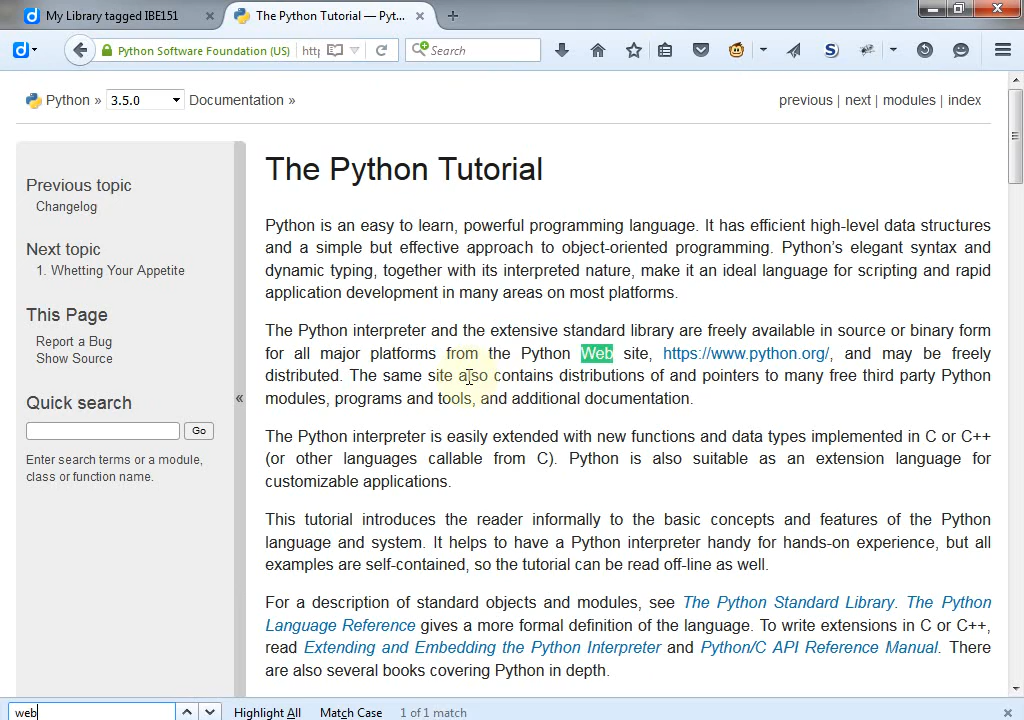 My Library tagged IBE151
The Python Tutorial — Pyt...
Python Software Foundation (US)
Search
Python » 3.5.0 Documentation »
previous | next | modules | index
Previous topic
Changelog
Next topic
1. Whetting Your Appetite
This Page
Report a Bug
Show Source
Quick search
Go
Enter search terms or a module,
class or function name.
«
The Python Tutorial
Python is an easy to learn, powerful programming language. It has efficient high-level data structures
and a simple but effective approach to object-oriented programming. Python's elegant syntax and
dynamic typing, together with its interpreted nature, make it an ideal language for scripting and rapid
application development in many areas on most platforms.
The Python interpreter and the extensive standard library are freely available in source or binary form
for all major platforms from the Python Web site, https://www.python.org/, and may be freely
distributed. The same site also contains distributions of and pointers to many free third party Python
modules, programs and tools, and additional documentation.
The Python interpreter is easily extended with new functions and data types implemented in C or C++
(or other languages callable from C). Python is also suitable as an extension language for
customizable applications.
This tutorial introduces the reader informally to the basic concepts and features of the Python
language and system. It helps to have a Python interpreter handy for hands-on experience, but all
examples are self-contained, so the tutorial can be read off-line as well.
For a description of standard objects and modules, see The Python Standard Library. The Python
Language Reference gives a more formal definition of the language. To write extensions in C or C++,
read Extending and Embedding the Python Interpreter and Python/C API Reference Manual. There
are also several books covering Python in depth.
web
Highlight All Match Case 1 of 1 match